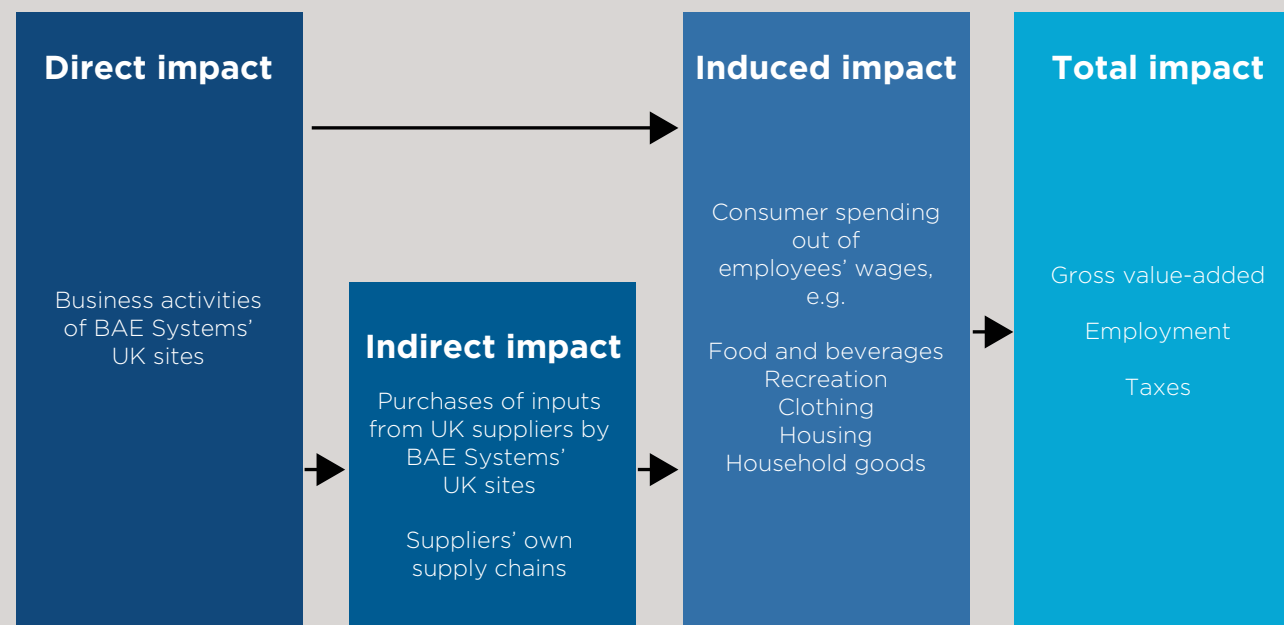 Direct impact
Business activities
of BAE Systems’
UK sites
Indirect impact
Purchases of inputs
from UK suppliers by
BAE Systems’
UK sites
Suppliers’ own
supply chains
Induced impact
Consumer spending
out of
employees’ wages,
e.g.
Food and beverages
Recreation
Clothing
Housing
Household goods
Total impact
Gross value-added
Employment
Taxes